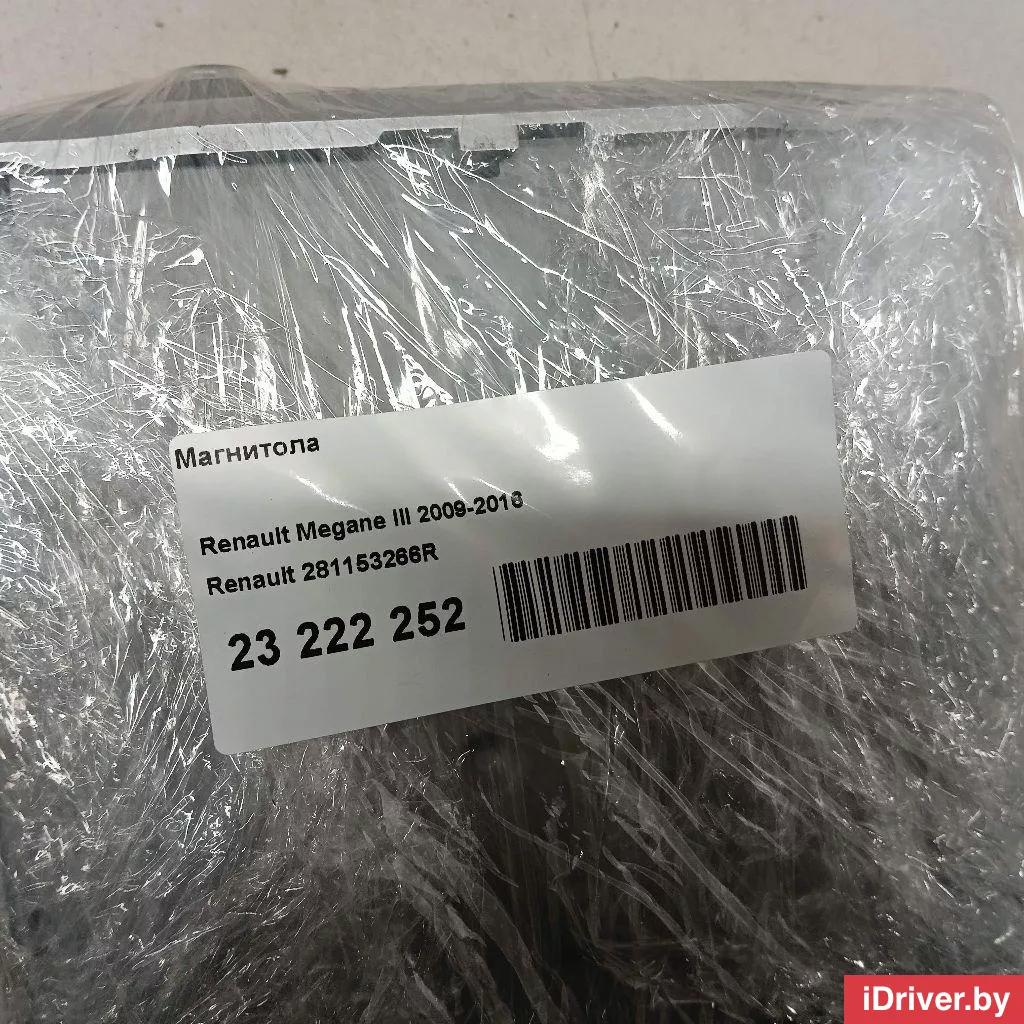 Магнитола
Renault Megane III 2009-2016
Renault 281153266R
23 222 252
iDriver.by